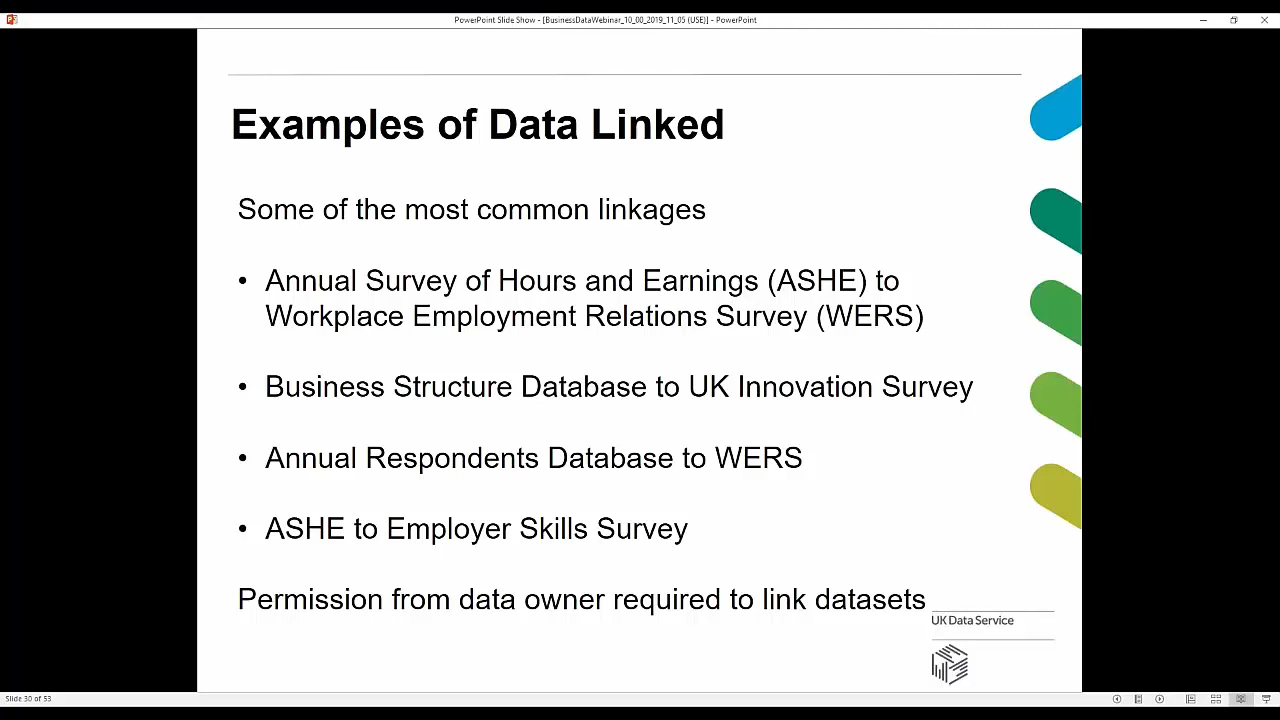 PowerPoint Slide Show - [BusinessDataWebinar_10_00_2019_11_05 (USE)] - PowerPoint
Examples of Data Linked
Some of the most common linkages
• Annual Survey of Hours and Earnings (ASHE) to
Workplace Employment Relations Survey (WERS)
• Business Structure Database to UK Innovation Survey
• Annual Respondents Database to WERS
• ASHE to Employer Skills Survey
Permission from data owner required to link datasets
UK Data Service
Slide 30 of 53